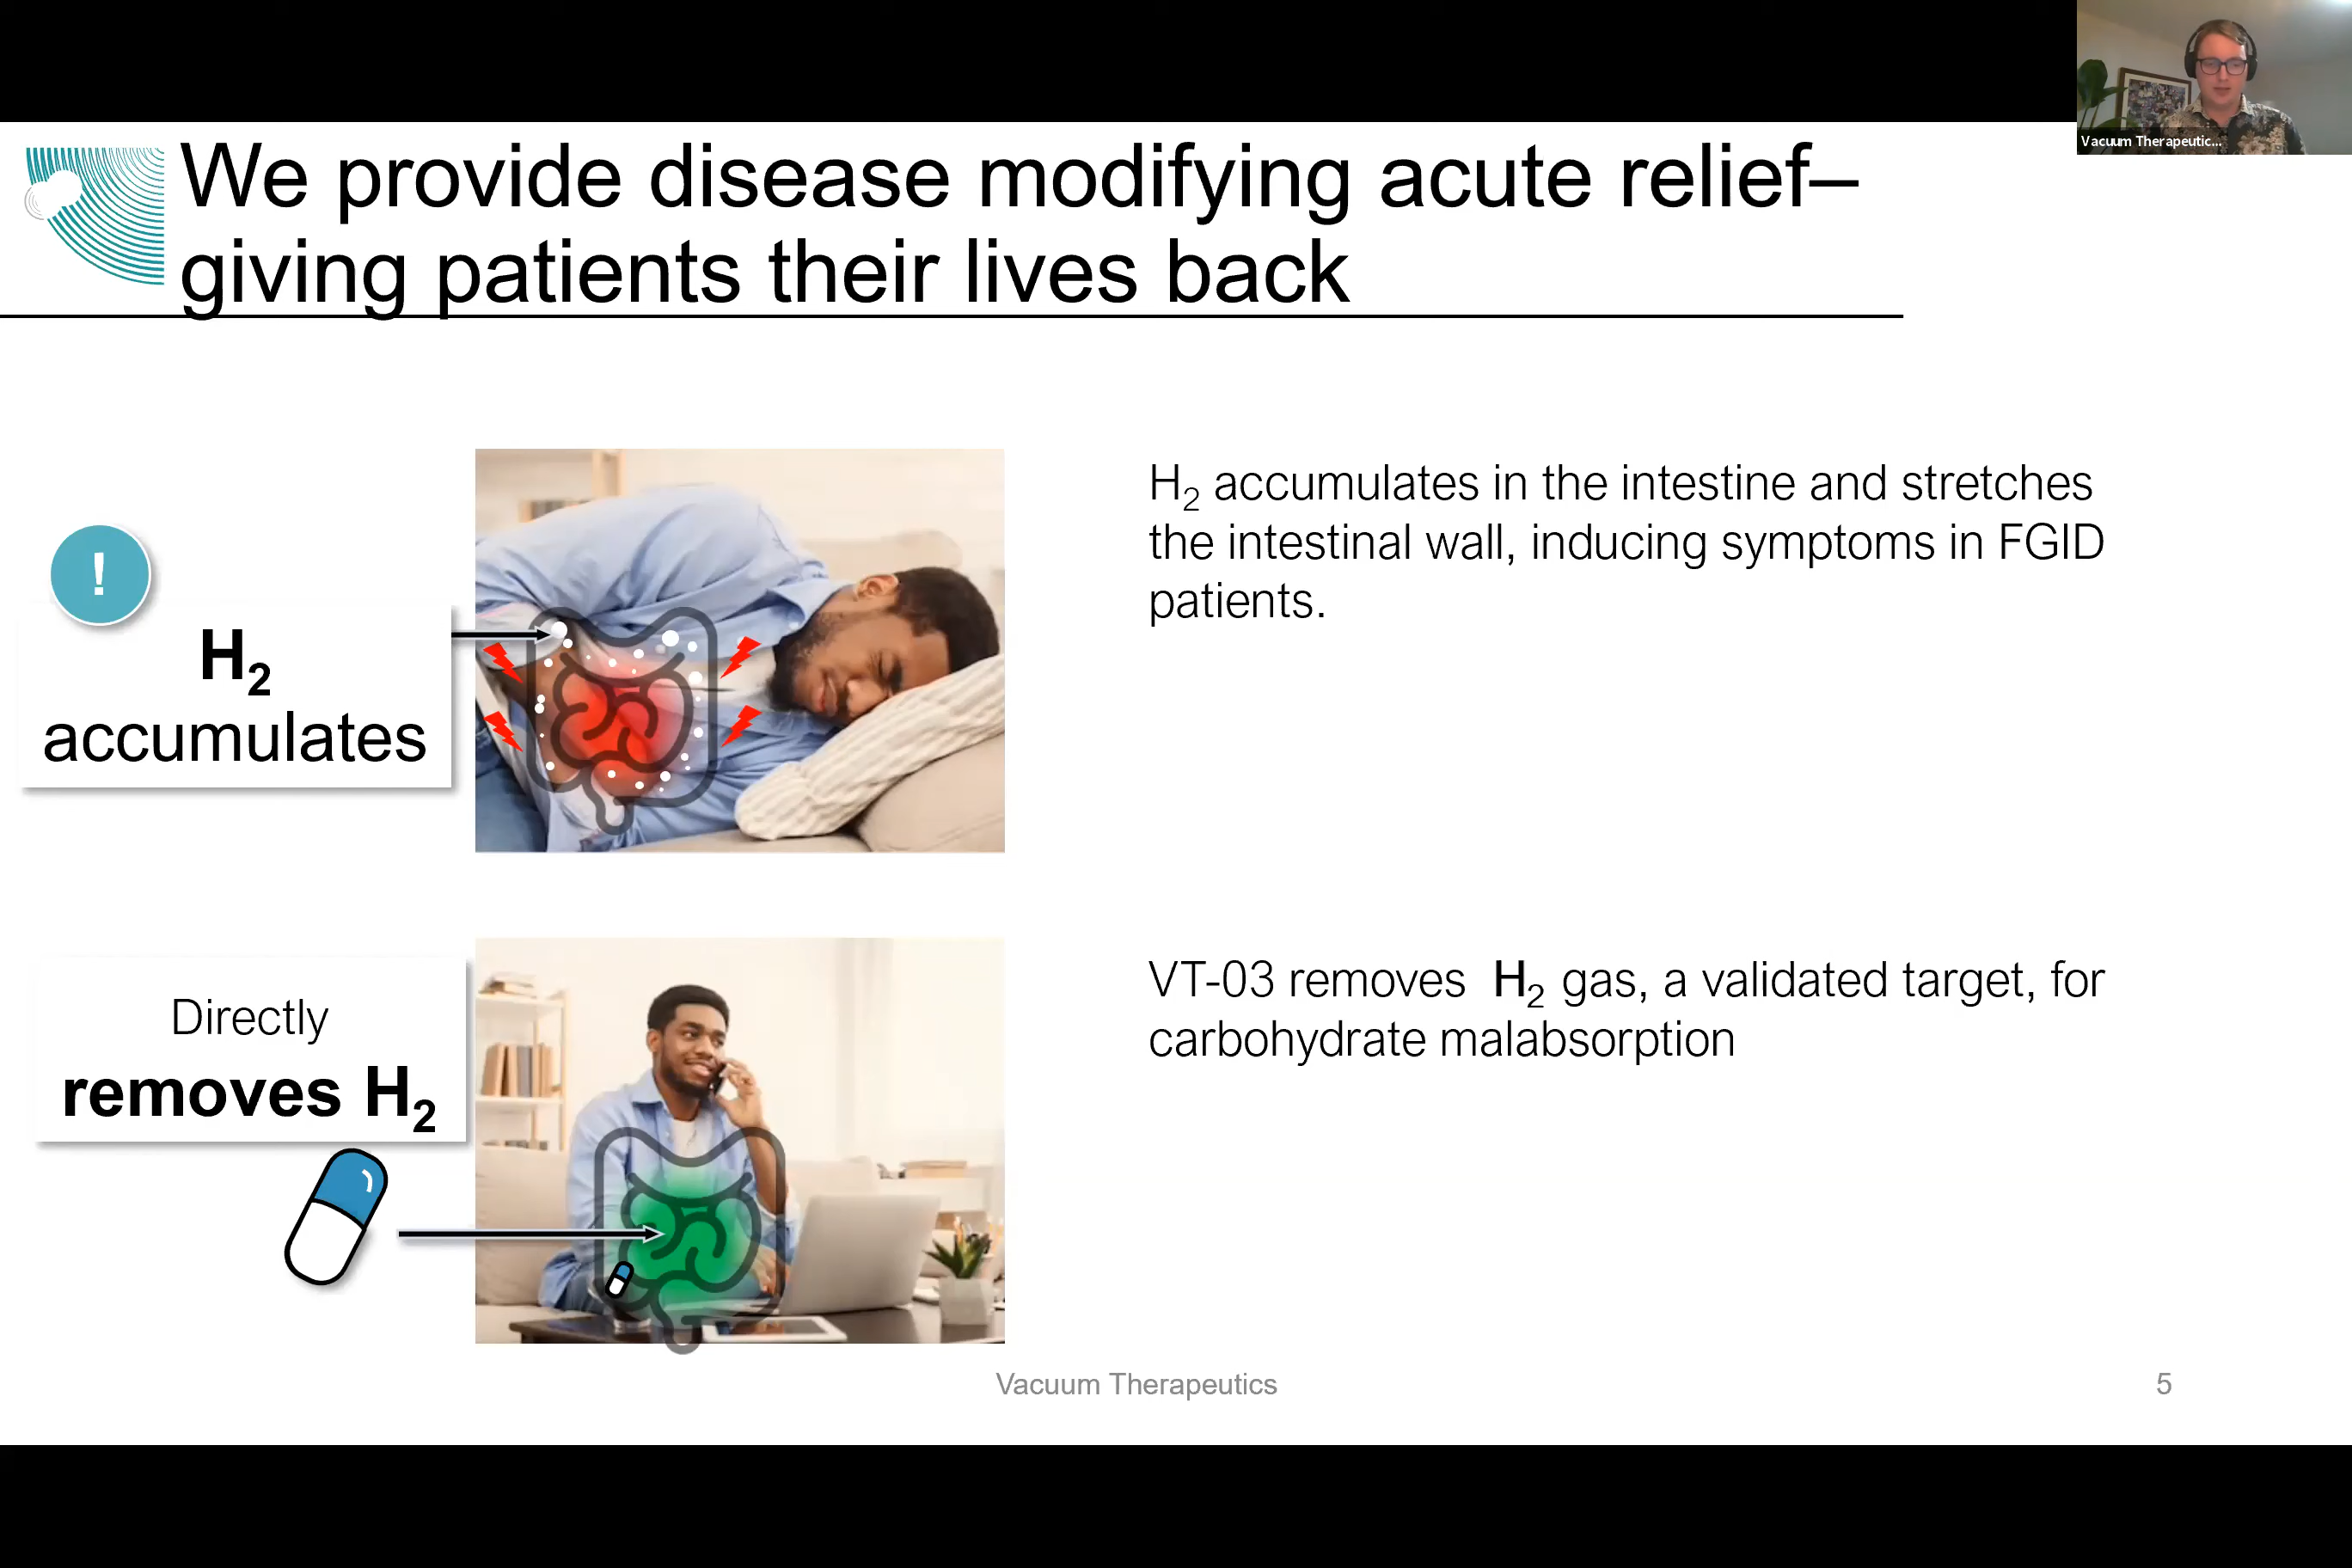 Vacuum Therapeutic...
We provide disease modifying acute relief–
giving patients their lives back
!
H₂
accumulates
H₂ accumulates in the intestine and stretches
the intestinal wall, inducing symptoms in FGID
patients.
Directly
removes H₂
VT-03 removes H₂ gas, a validated target, for
carbohydrate malabsorption
Vacuum Therapeutics
5